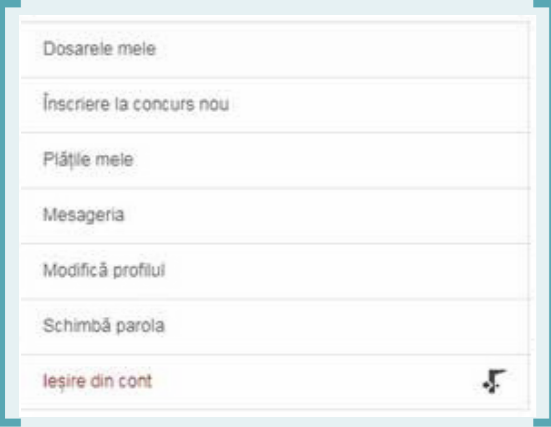 Dosarele mele
Înscriere la concurs nou
Plățile mele
Mesageria
Modifică profilul
Schimbă parola
Ieșire din cont